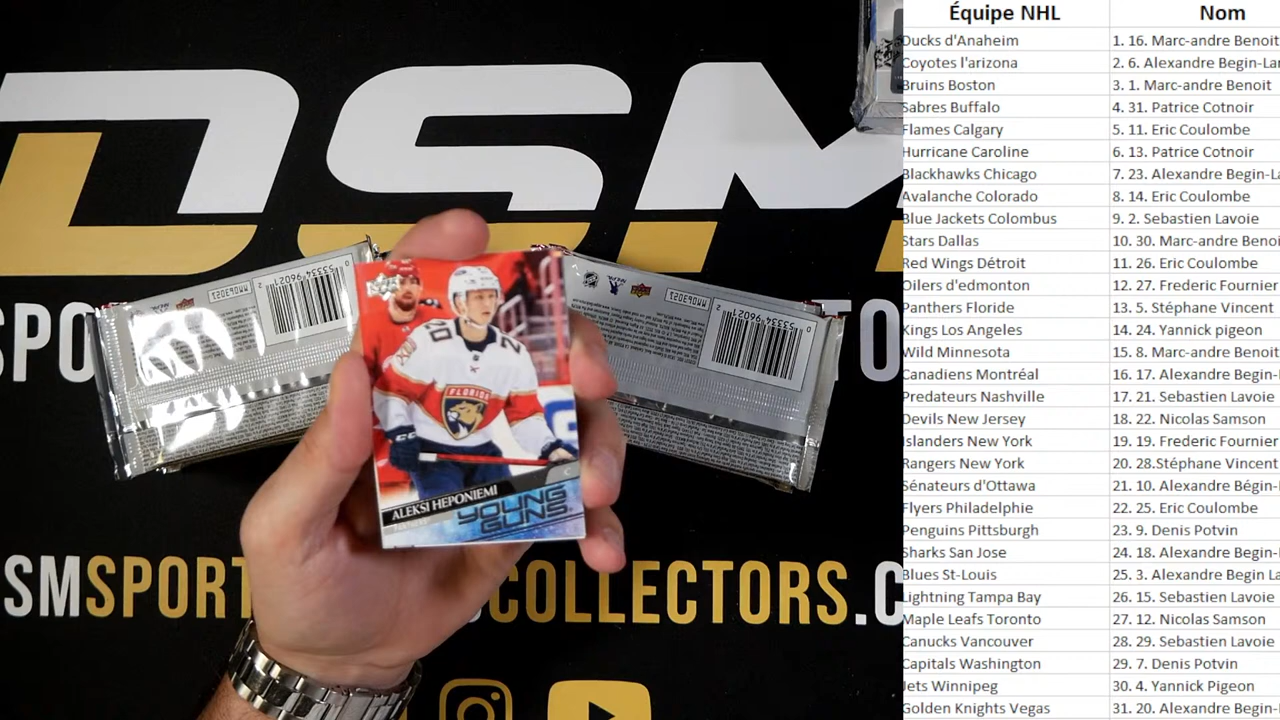 Équipe NHL Nom
Ducks d'Anaheim 1. 16. Marc-andre Benoit
Coyotes l'arizona 2. 6. Alexandre Begin-Lar
Bruins Boston 3. 1. Marc-andre Benoit
Sabres Buffalo 4. 31. Patrice Cotnoir
Flames Calgary 5. 11. Eric Coulombe
Hurricane Caroline 6. 13. Patrice Cotnoir
Blackhawks Chicago 7. 23. Alexandre Begin-La
Avalanche Colorado 8. 14. Eric Coulombe
Blue Jackets Colombus 9. 2. Sebastien Lavoie
Stars Dallas 10. 30. Marc-andre Benoi
Red Wings Détroit 11. 26. Eric Coulombe
Oilers d'edmonton 12. 27. Frederic Fournier
Panthers Floride 13. 5. Stéphane Vincent
Kings Los Angeles 14. 24. Yannick pigeon
Wild Minnesota 15. 8. Marc-andre Benoit
Canadiens Montréal 16. 17. Alexandre Begin-
Predateurs Nashville 17. 21. Sebastien Lavoie
Devils New Jersey 18. 22. Nicolas Samson
Islanders New York 19. 19. Frederic Fournier
Rangers New York 20. 28.Stéphane Vincent
Sénateurs d'Ottawa 21. 10. Alexandre Bégin-
Flyers Philadelphie 22. 25. Eric Coulombe
Penguins Pittsburgh 23. 9. Denis Potvin
Sharks San Jose 24. 18. Alexandre Begin-
Blues St-Louis 25. 3. Alexandre Begin La
Lightning Tampa Bay 26. 15. Sebastien Lavoie
Maple Leafs Toronto 27. 12. Nicolas Samson
Canucks Vancouver 28. 29. Sebastien Lavoie
Capitals Washington 29. 7. Denis Potvin
Jets Winnipeg 30. 4. Yannick Pigeon
Golden Knights Vegas 31. 20. Alexandre Begin-
DSM
SPO
TO
SMSPORT
COLLECTORS.C
20
20
FLORIDA
C
ALEKSI HEPONIEMI
YOUNG
GUNS
53334 96021
53334 96021